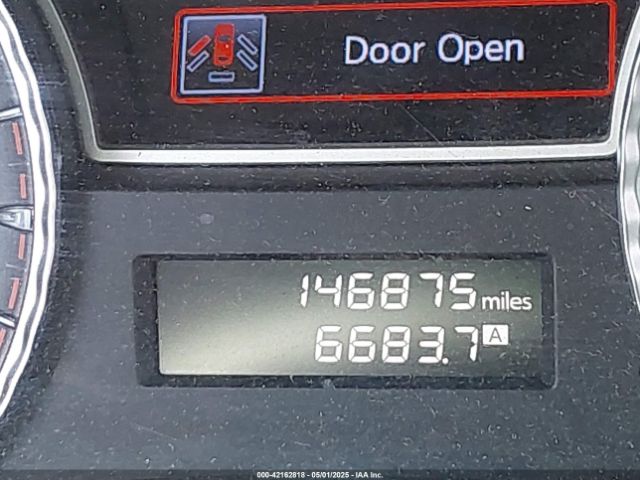 Door Open
146875 miles
6683.7 A
000-42162818 - 05/01/2025 - IAA Inc.